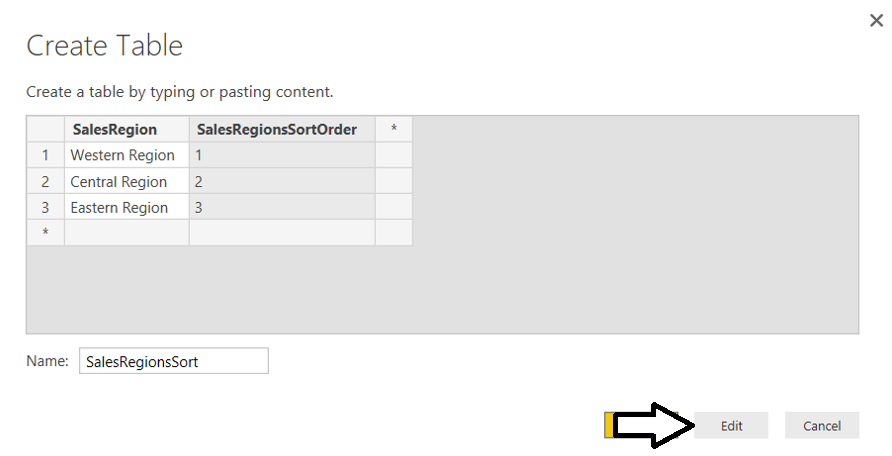 Create Table
Create a table by typing or pasting content.
SalesRegion SalesRegionsSortOrder *
1 Western Region 1
2 Central Region 2
3 Eastern Region 3
*
Name: SalesRegionsSort
Edit Cancel